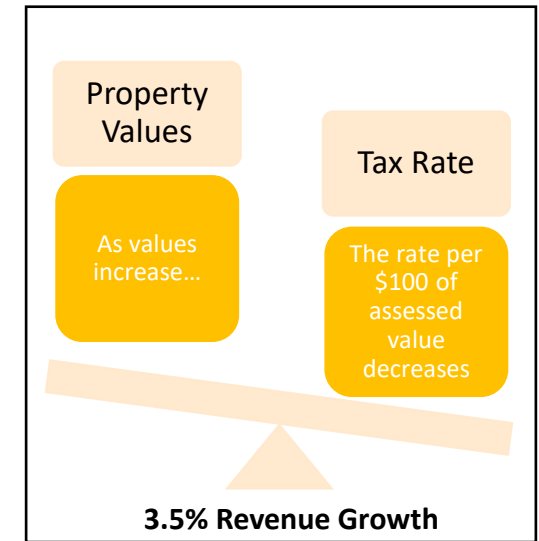 Property
Values
As values
increase...
Tax Rate
The rate per
$100 of
assessed
value
decreases
3.5% Revenue Growth